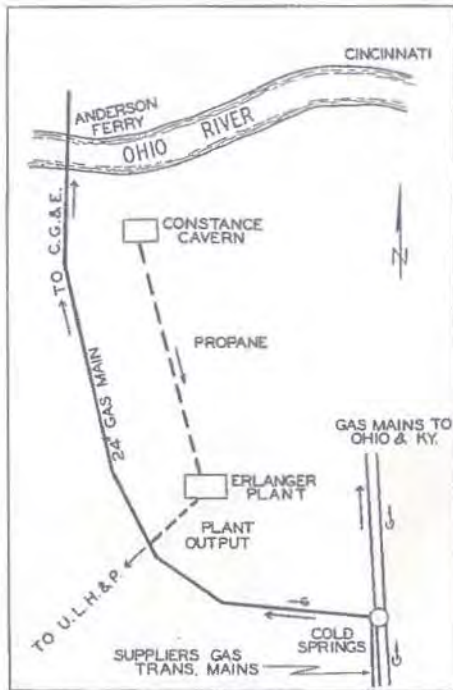 CINCINNATI
ANDERSON
FERRY
OHIO RIVER
TO C.G.&E.
CONSTANCE
CAVERN
N
PROPANE
24" GAS MAIN
GAS MAINS TO
OHIO & KY.
ERLANGER
PLANT
PLANT
OUTPUT
G
G
TO U.L.H.&P.
G
COLD
SPRINGS
SUPPLIERS GAS
TRANS. MAINS
G